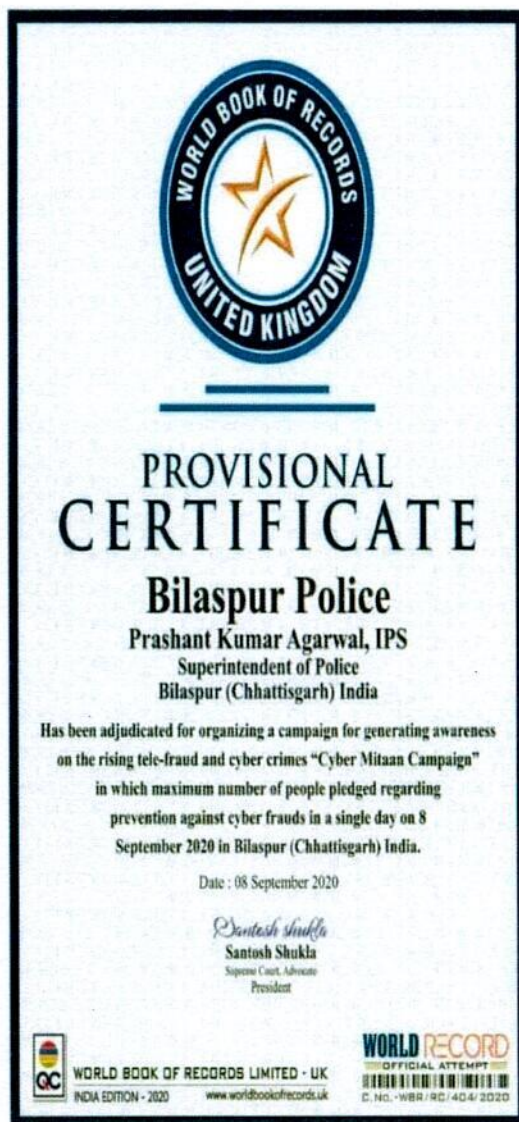 WORLD BOOK OF RECORDS
UNITED KINGDOM
PROVISIONAL
CERTIFICATE
Bilaspur Police
Prashant Kumar Agarwal, IPS
Superintendent of Police
Bilaspur (Chhattisgarh) India
Has been adjudicated for organizing a campaign for generating awareness
on the rising tele-fraud and cyber crimes “Cyber Mitaan Campaign”
in which maximum number of people pledged regarding
prevention against cyber frauds in a single day on 8
September 2020 in Bilaspur (Chhattisgarh) India.
Date : 08 September 2020
Santosh shukla
Santosh Shukla
Supreme Court, Advocate
President
QC
WORLD BOOK OF RECORDS LIMITED - UK
INDIA EDITION - 2020 www.worldbookofrecords.uk
WORLD RECORD
OFFICIAL ATTEMPT
C.No.-WBR/RC/404/2020